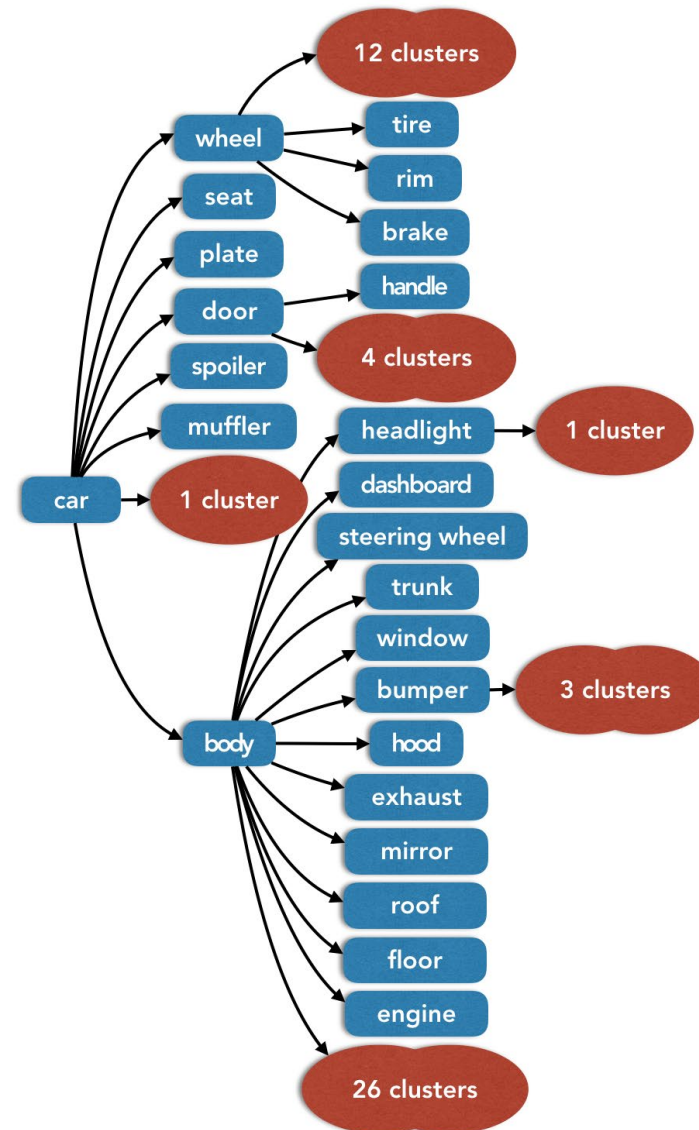 12 clusters
tire
wheel
rim
seat
brake
plate
handle
door
4 clusters
spoiler
headlight
1 cluster
muffler
dashboard
car
1 cluster
steering wheel
trunk
window
bumper
3 clusters
body
hood
exhaust
mirror
roof
floor
engine
26 clusters